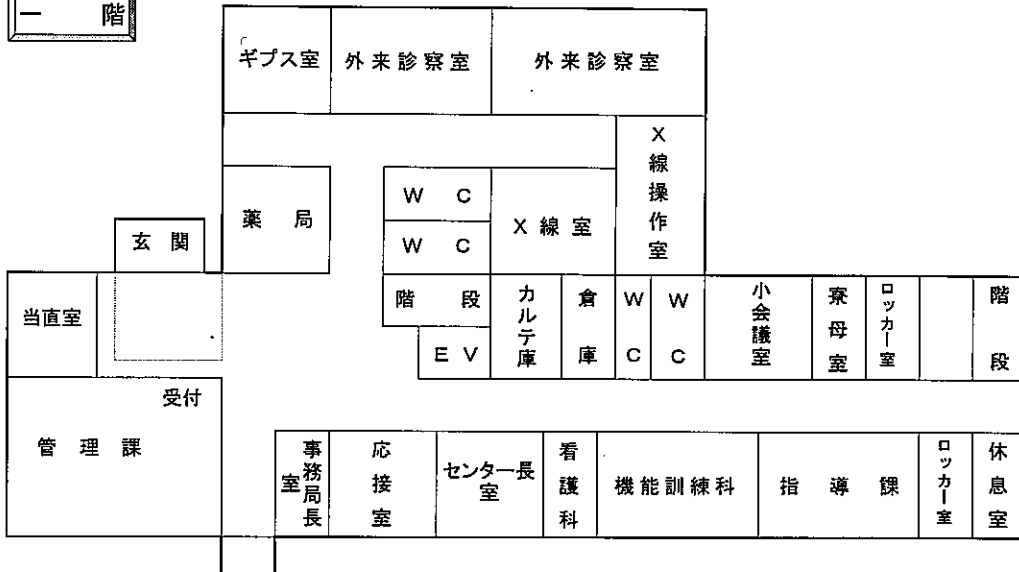 一 階
ギプス室
外来診察室
外来診察室
X線操作室
薬 局
W C
W C
X 線 室
玄 関
当直室
階 段
E V
カルテ庫
倉庫
WC
WC
小会議室
寮母室
ロッカー室
階段
受付
管 理 課
事務局長室
応接室
センター長
室
看護科
機能訓練科
指 導 課
ロッカー室
休息室